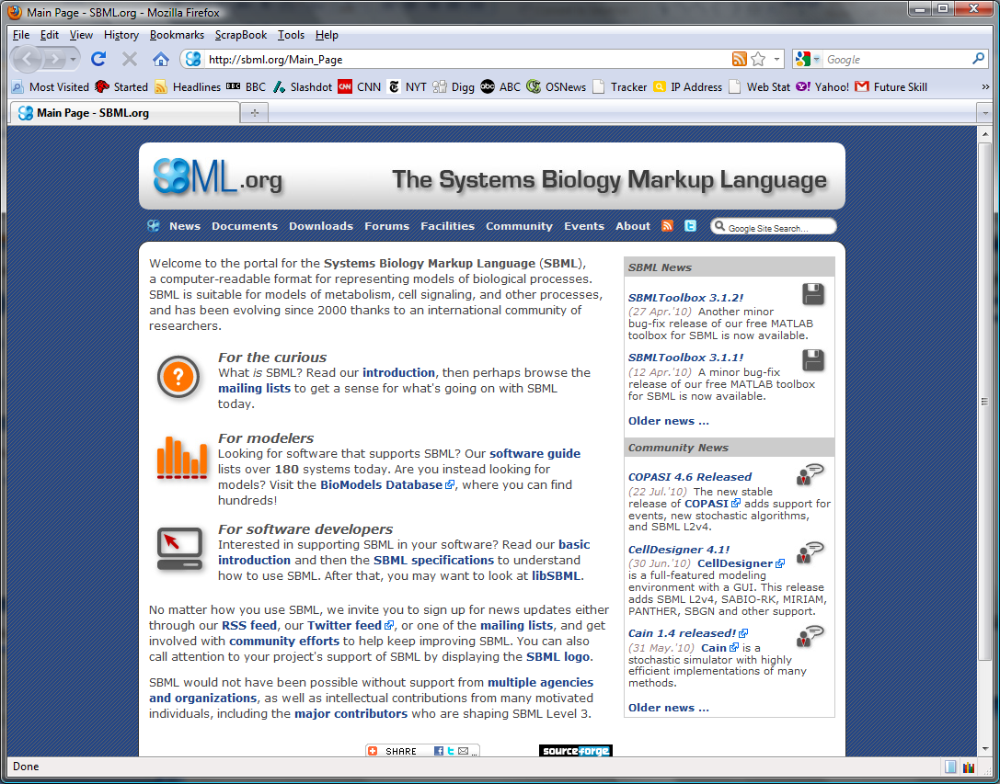 Main Page - SBML.org - Mozilla Firefox
File Edit View History Bookmarks ScrapBook Tools Help
http://sbml.org/Main_Page
Google
Most Visited Started Headlines BBC Slashdot CNN NYT Digg ABC OSNews Tracker IP Address Web Stat Yahoo! Future Skill »
Main Page - SBML.org
SBML.org
The Systems Biology Markup Language
News Documents Downloads Forums Facilities Community Events About Google Site Search...
Welcome to the portal for the Systems Biology Markup Language (SBML),
a computer-readable format for representing models of biological processes.
SBML is suitable for models of metabolism, cell signaling, and other processes,
and has been evolving since 2000 thanks to an international community of
researchers.
For the curious
What is SBML? Read our introduction, then perhaps browse the
mailing lists to get a sense for what's going on with SBML
today.
For modelers
Looking for software that supports SBML? Our software guide
lists over 180 systems today. Are you instead looking for
models? Visit the BioModels Database, where you can find
hundreds!
For software developers
Interested in supporting SBML in your software? Read our basic
introduction and then the SBML specifications to understand
how to use SBML. After that, you may want to look at libSBML.
No matter how you use SBML, we invite you to sign up for news updates either
through our RSS feed, our Twitter feed, or one of the mailing lists, and get
involved with community efforts to help keep improving SBML. You can also
call attention to your project's support of SBML by displaying the SBML logo.
SBML would not have been possible without support from multiple agencies
and organizations, as well as intellectual contributions from many motivated
individuals, including the major contributors who are shaping SBML Level 3.
SBML News
SBMLToolbox 3.1.2!
(27 Apr.'10) Another minor
bug-fix release of our free MATLAB
toolbox for SBML is now available.
SBMLToolbox 3.1.1!
(12 Apr.'10) A minor bug-fix
release of our free MATLAB toolbox
for SBML is now available.
Older news ...
Community News
COPASI 4.6 Released
(22 Jul.'10) The new stable
release of COPASI adds support for
events, new stochastic algorithms,
and SBML L2v4.
CellDesigner 4.1!
(30 Jun.'10) CellDesigner
is a full-featured modeling
environment with a GUI. This release
adds SBML L2v4, SABIO-RK, MIRIAM,
PANTHER, SBGN and other support.
Cain 1.4 released!
(31 May.'10) Cain is a
stochastic simulator with highly
efficient implementations of many
methods.
Older news ...
SHARE ...
sourceforge
Done